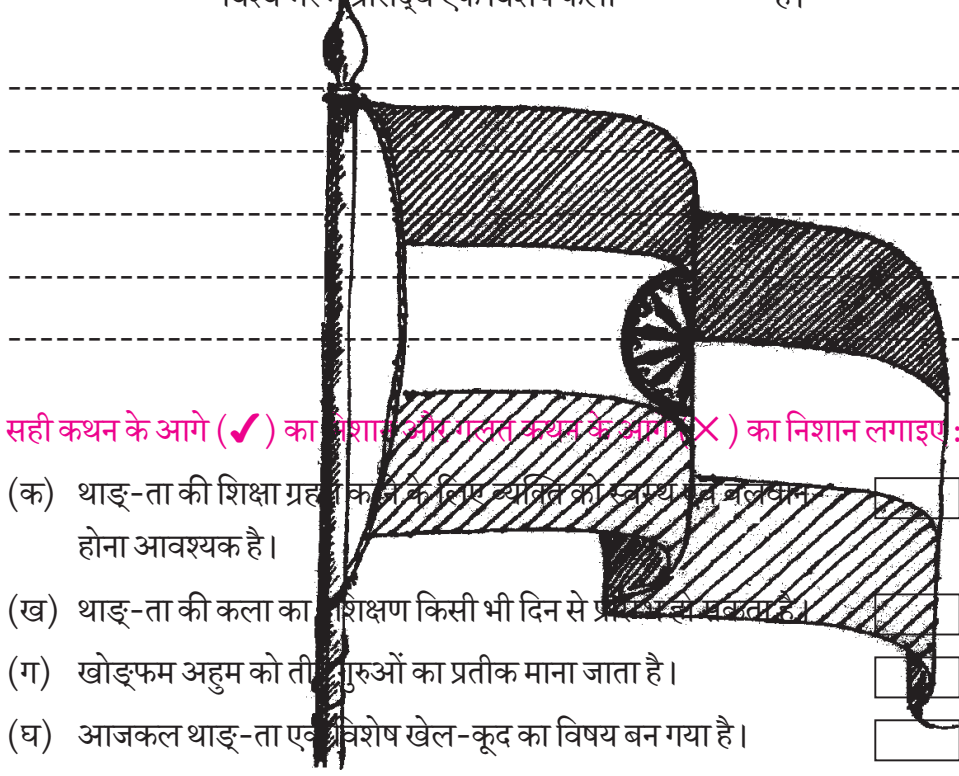 है।
सही कथन के आगे (✔) का निशान और गलत कथन के आगे (×) का निशान लगाइए :
(क) थाङ्-ता की शिक्षा ग्रहण करने के लिए व्यक्ति को स्वस्थ एवं बलवान
होना आवश्यक है।
(ख) थाङ्-ता की कला का प्रशिक्षण किसी भी दिन से प्रारम्भ हो सकता है।
(ग) खोङ्फम अहुम को तीन गुरुओं का प्रतीक माना जाता है।
(घ) आजकल थाङ्-ता एक विशेष खेल-कूद का विषय बन गया है।